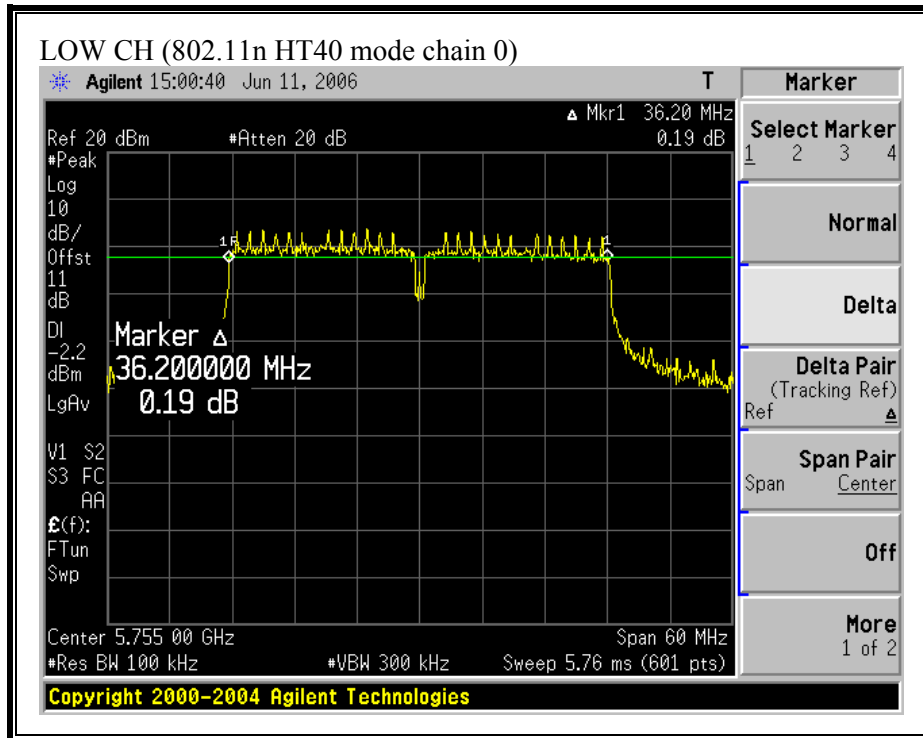 LOW CH (802.11n HT40 mode chain 0)
Agilent 15:00:40 Jun 11, 2006 T
Marker
Δ Mkr1 36.20 MHz
Ref 20 dBm #Atten 20 dB 0.19 dB
#Peak
Log
10
dB/
Offst
11
dB
DI
-2.2
dBm
LgAv
V1 S2
S3 FC
AA
£(f):
FTun
Swp
1R
1
Marker Δ
36.200000 MHz
0.19 dB
Center 5.755 00 GHz Span 60 MHz
#Res BW 100 kHz #VBW 300 kHz Sweep 5.76 ms (601 pts)
Select Marker
1 2 3 4
Normal
Delta
Delta Pair
(Tracking Ref)
Ref Δ
Span Pair
Span Center
Off
More
1 of 2
Copyright 2000-2004 Agilent Technologies